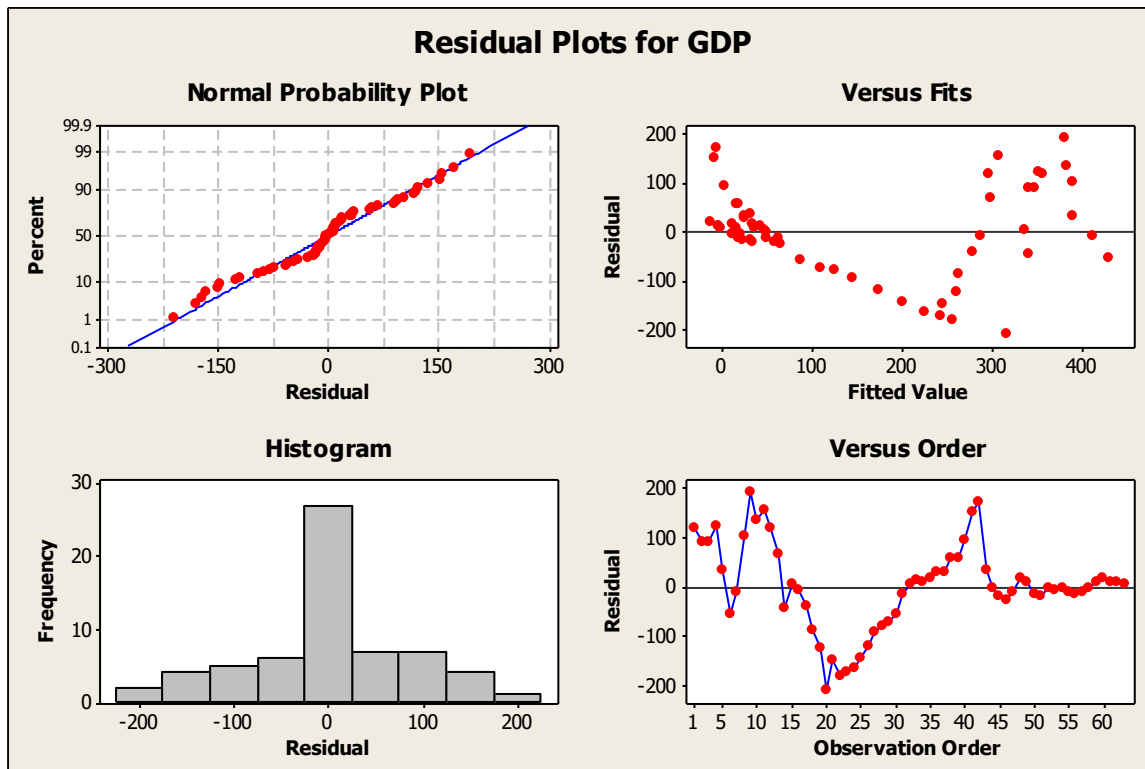 Residual Plots for GDP
Normal Probability Plot
99.9
99
90
50
10
1
0.1
Percent
-300 -150 0 150 300
Residual
Versus Fits
200
100
0
-100
-200
Residual
0 100 200 300 400
Fitted Value
Histogram
30
20
10
0
Frequency
-200 -100 0 100 200
Residual
Versus Order
200
100
0
-100
-200
Residual
1 5 10 15 20 25 30 35 40 45 50 55 60
Observation Order